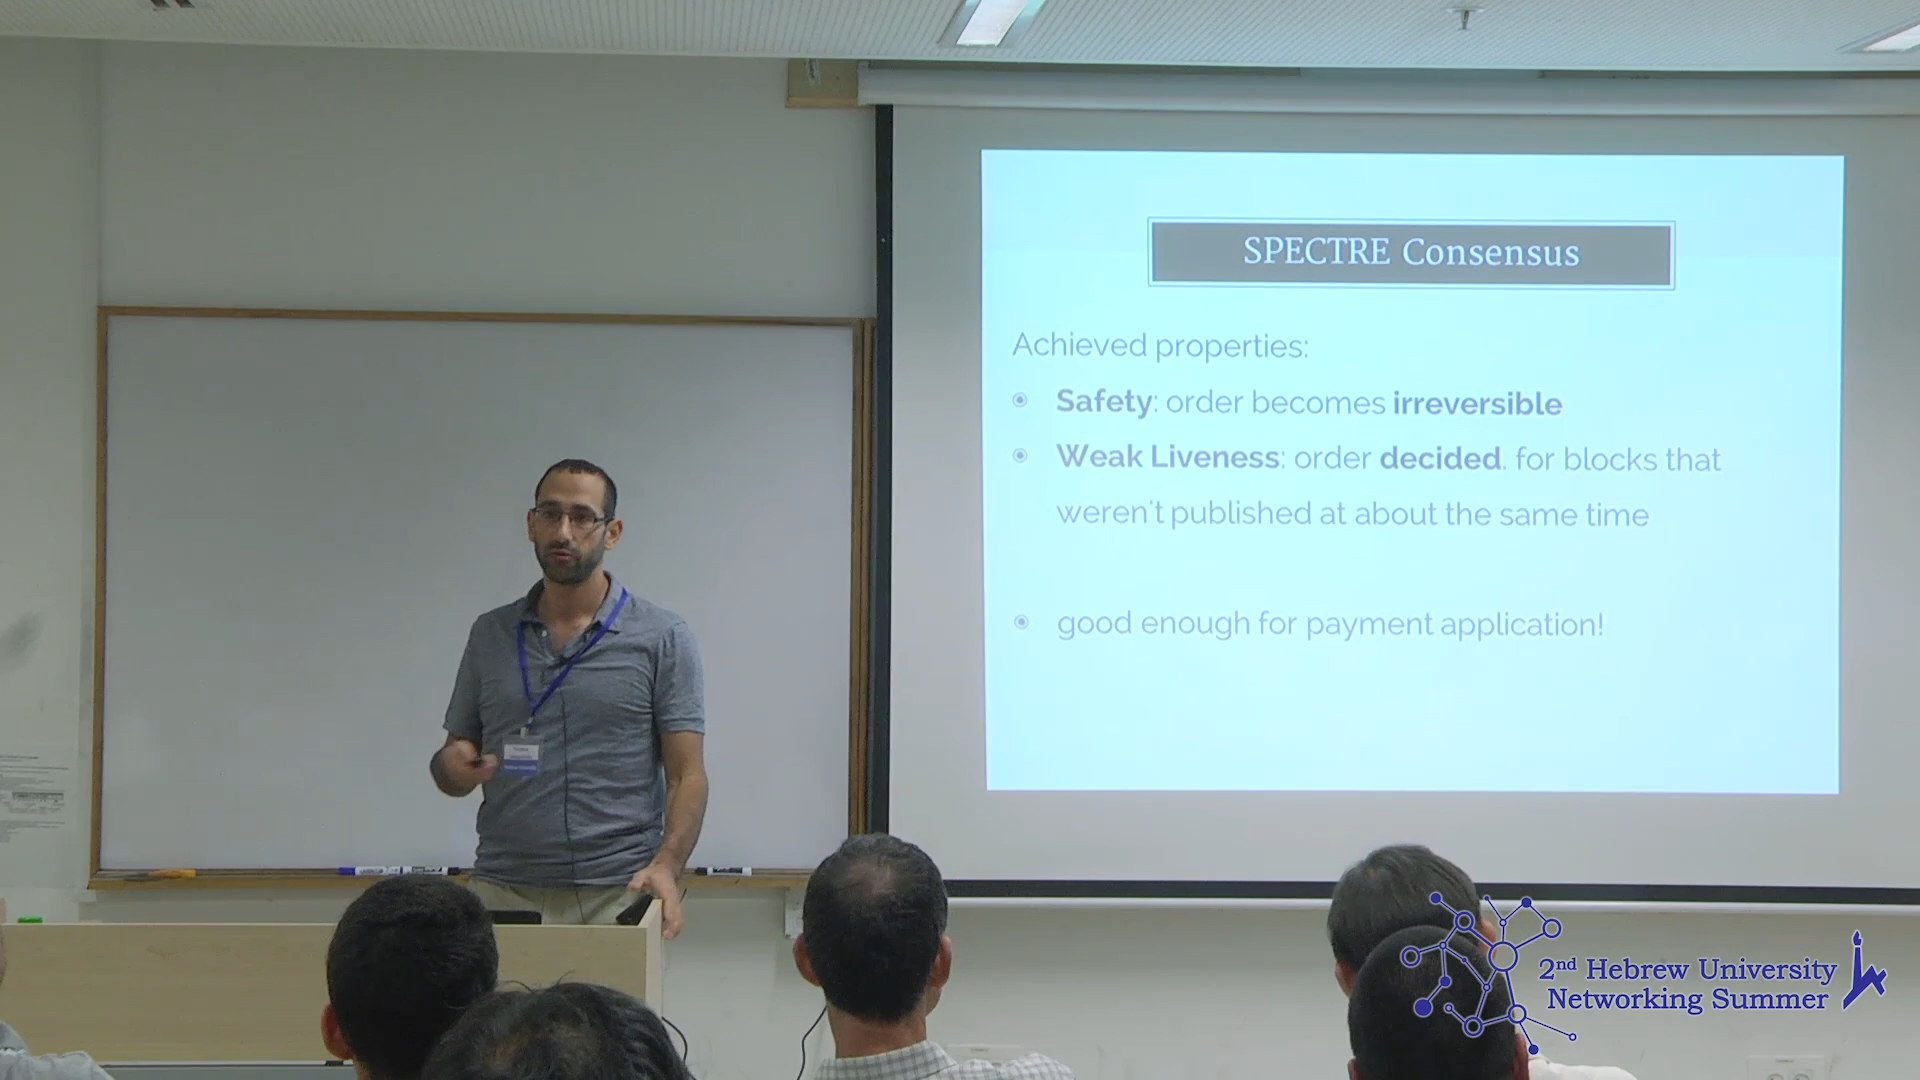 SPECTRE Consensus
Achieved properties:
Safety: order becomes irreversible
Weak Liveness: order decided. for blocks that
weren't published at about the same time
good enough for payment application!
2nd Hebrew University
Networking Summer